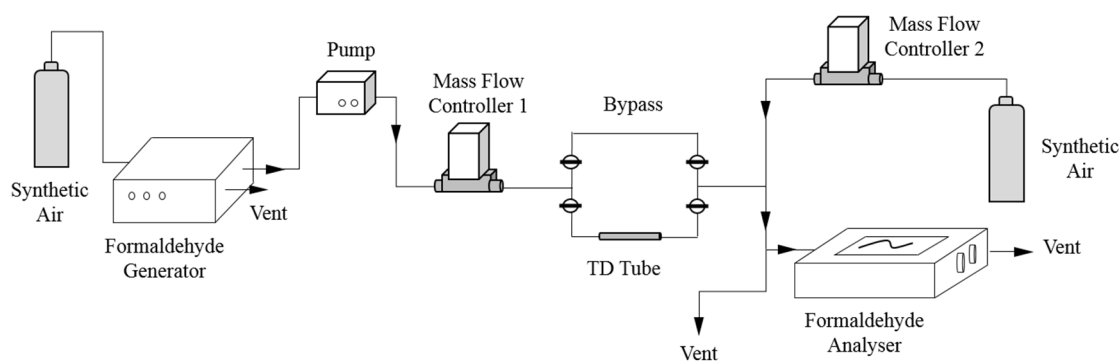 Synthetic
Air
Formaldehyde
Generator
Vent
Pump
Mass Flow
Controller 1
Bypass
TD Tube
Mass Flow
Controller 2
Synthetic
Air
Vent
Formaldehyde
Analyser
Vent